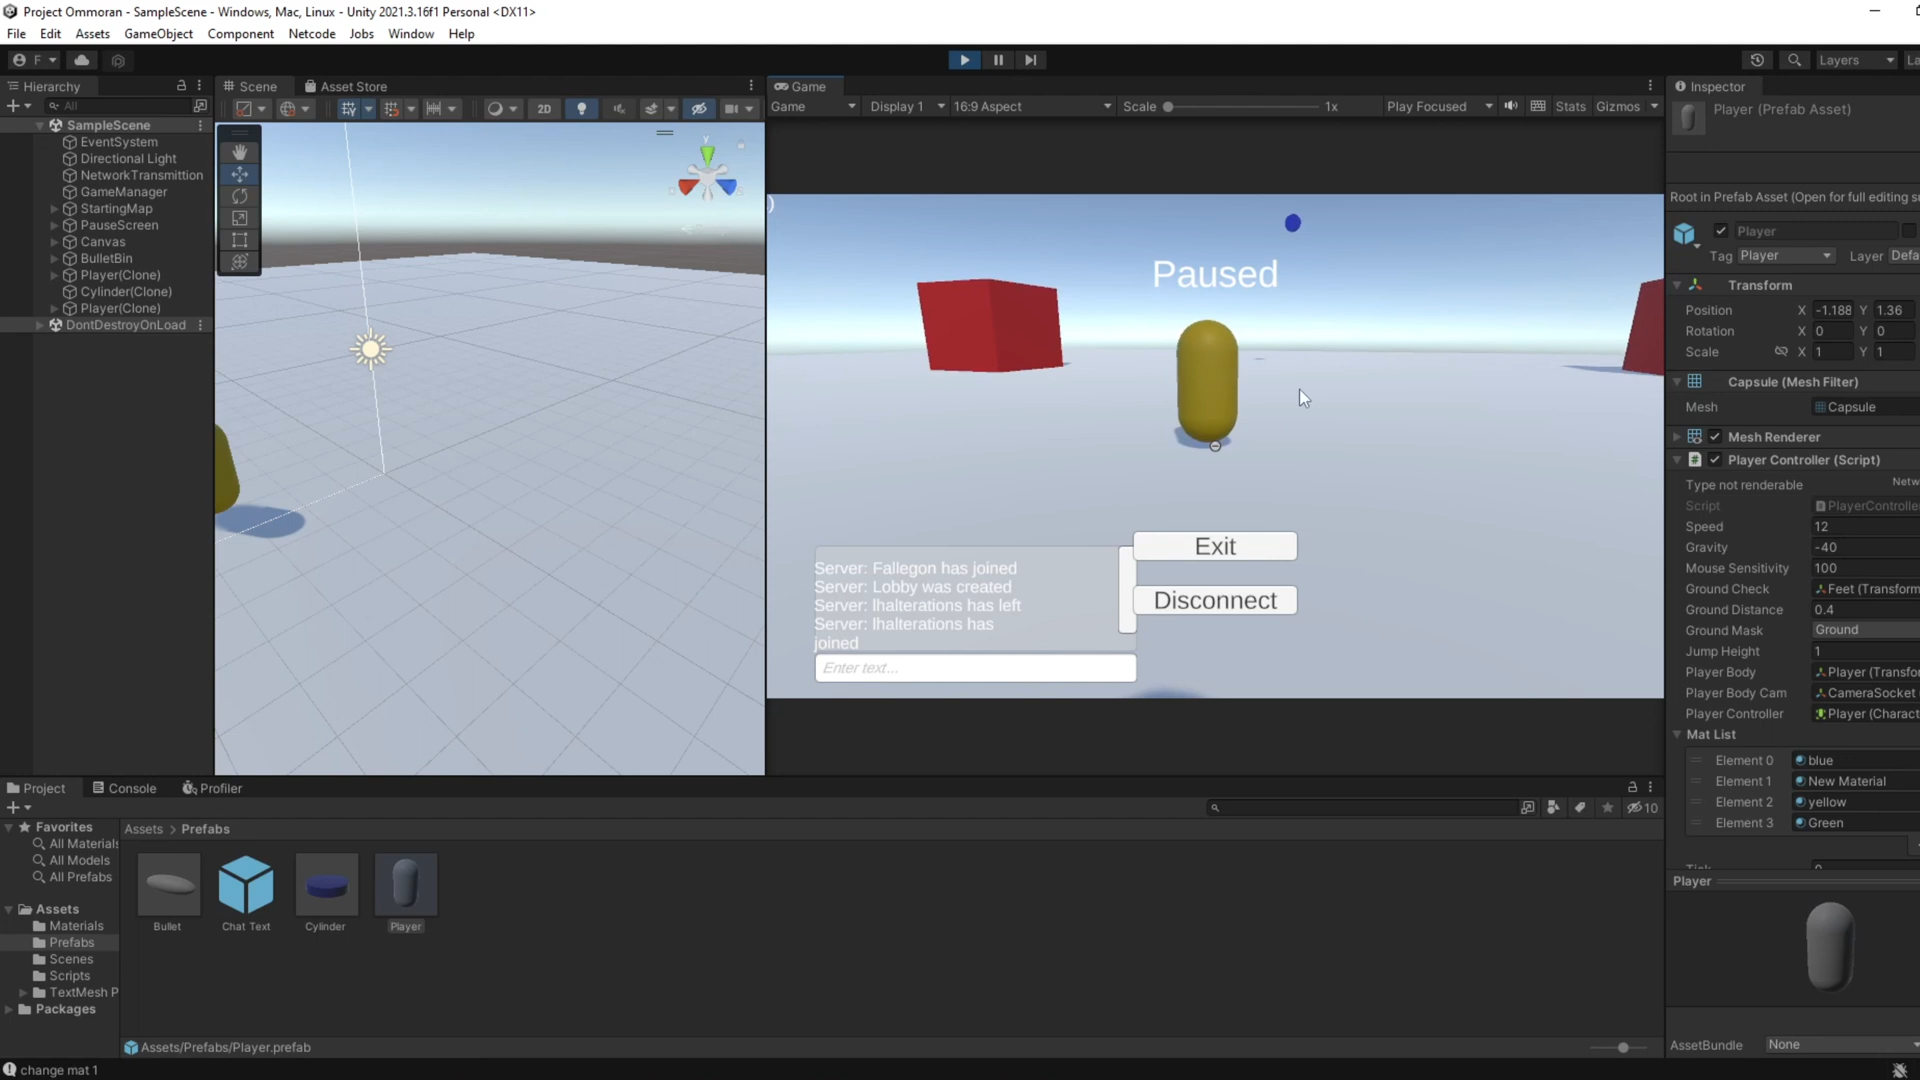 Project Ommoran - SampleScene - Windows, Mac, Linux - Unity 2021.3.16f1 Personal <DX11>
File Edit Assets GameObject Component Netcode Jobs Window Help
F
Layers
La
Hierarchy
All
SampleScene
EventSystem
Directional Light
NetworkTransmittion
GameManager
StartingMap
PauseScreen
Canvas
BulletBin
Player(Clone)
Cylinder(Clone)
Player(Clone)
DontDestroyOnLoad
Scene
Asset Store
2D
y
Game
Game Display 1 16:9 Aspect Scale 1x Play Focused Stats Gizmos
)
Paused
Exit
Disconnect
Server: Fallegon has joined
Server: Lobby was created
Server: lhalterations has left
Server: lhalterations has
joined
Enter text...
Inspector
Player (Prefab Asset)
Root in Prefab Asset (Open for full editing su
Player
Tag Player Layer Defa
Transform
Position X -1.188 Y 1.36
Rotation X 0 Y 0
Scale X 1 Y 1
Capsule (Mesh Filter)
Mesh Capsule
Mesh Renderer
Player Controller (Script)
Type not renderable Netw
Script PlayerController
Speed 12
Gravity -40
Mouse Sensitivity 100
Ground Check Feet (Transform
Ground Distance 0.4
Ground Mask Ground
Jump Height 1
Player Body Player (Transfo
Player Body Cam CameraSocket
Player Controller Player (Charact
Mat List
Element 0 blue
Element 1 New Material
Element 2 yellow
Element 3 Green
Player
AssetBundle None
Project Console Profiler
10
Favorites
All Materials
All Models
All Prefabs
Assets
Materials
Prefabs
Scenes
Scripts
TextMesh P
Packages
Assets > Prefabs
Bullet Chat Text Cylinder Player
Assets/Prefabs/Player.prefab
change mat 1